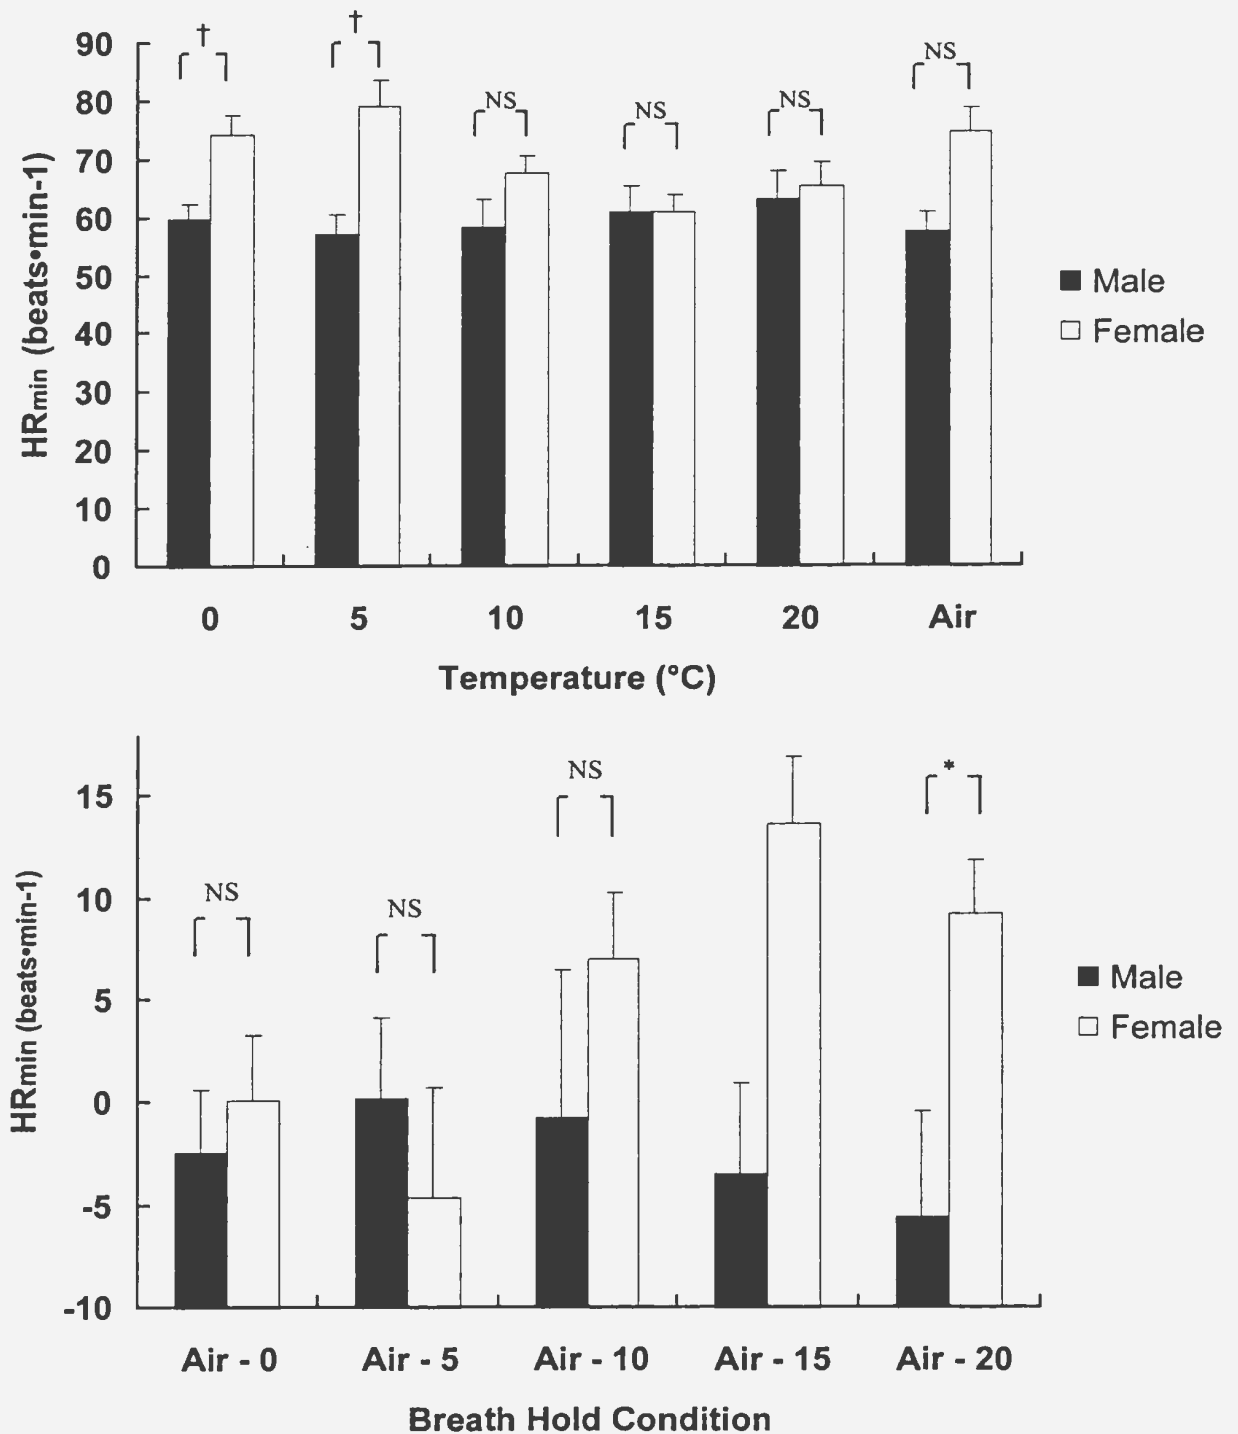 † †
90
80
70
60
50
40
30
20
10
0
HRmin (beats•min-1)
NS NS NS NS
Male
Female
0 5 10 15 20 Air
Temperature (°C)
15
10
5
0
-5
-10
HRmin (beats•min-1)
NS NS NS *
Male
Female
Air - 0 Air - 5 Air - 10 Air - 15 Air - 20
Breath Hold Condition